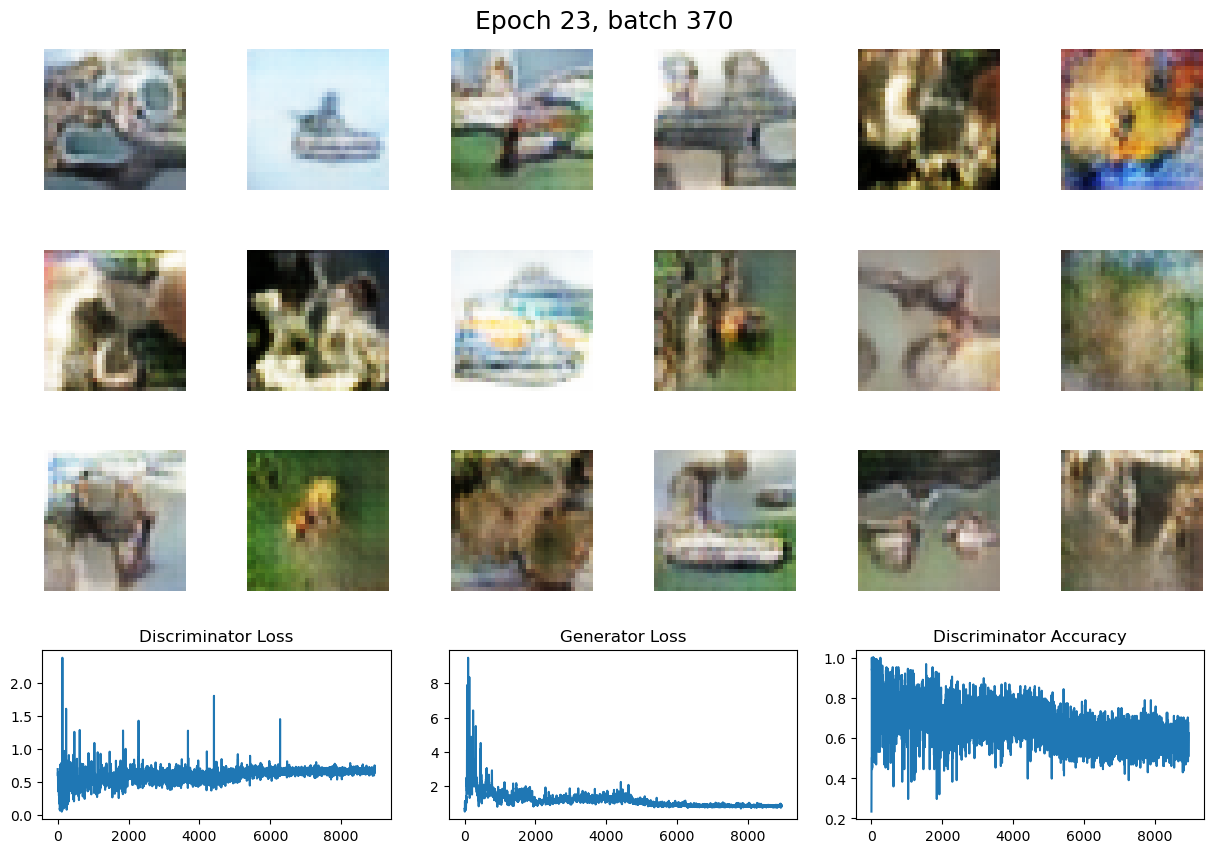 Epoch 23, batch 370
Discriminator Loss
Generator Loss
Discriminator Accuracy
2.0
1.5
1.0
0.5
0.0
0 2000 4000 6000 8000
8
6
4
2
0 2000 4000 6000 8000
1.0
0.8
0.6
0.4
0.2
0 2000 4000 6000 8000